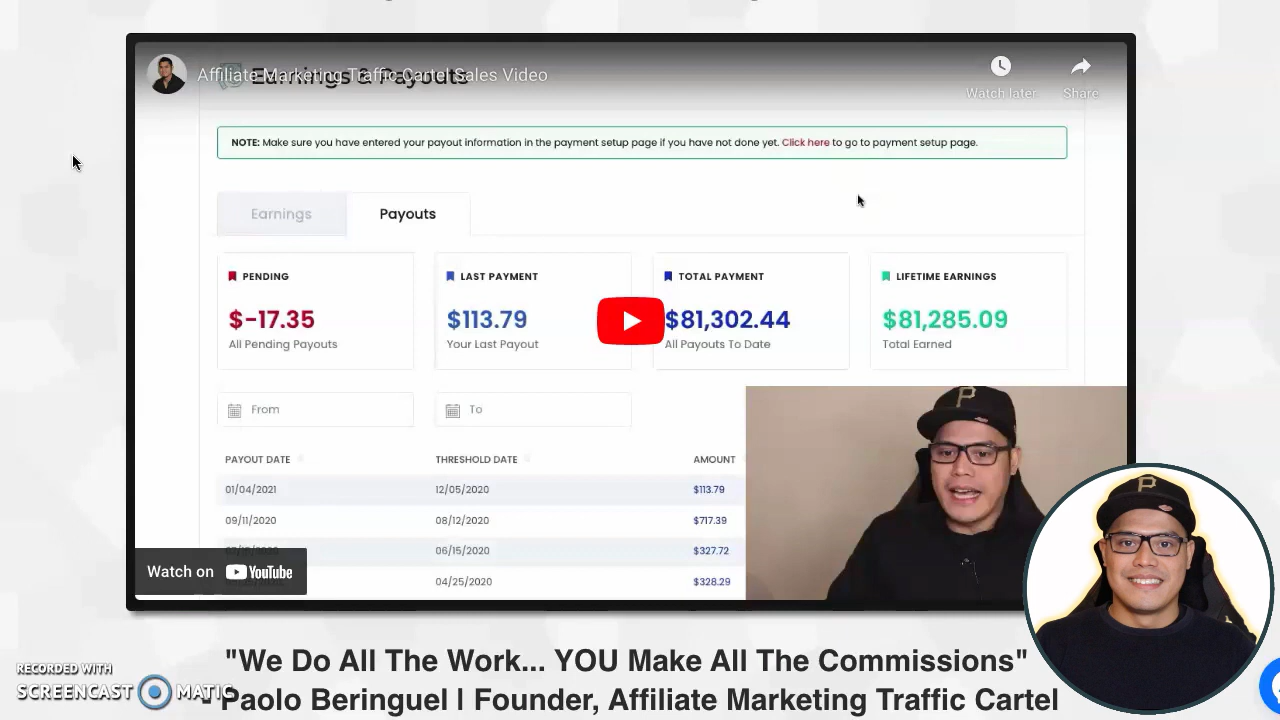 Affiliate Marketing Traffic Cartel Sales Video
Earnings & Payouts
Watch later
Share
NOTE: Make sure you have entered your payout information in the payment setup page if you have not done yet. Click here to go to payment setup page.
Earnings
Payouts
PENDING
$-17.35
All Pending Payouts
LAST PAYMENT
$113.79
Your Last Payout
TOTAL PAYMENT
$81,302.44
All Payouts To Date
LIFETIME EARNINGS
$81,285.09
Total Earned
From
To
PAYOUT DATE THRESHOLD DATE AMOUNT
01/04/2021 12/05/2020 $113.79
09/11/2020 08/12/2020 $717.39
06/15/2020 $327.72
04/25/2020 $328.29
Watch on YouTube
P
P
"We Do All The Work... YOU Make All The Commissions"
- Paolo Beringuel | Founder, Affiliate Marketing Traffic Cartel
RECORDED WITH
SCREENCAST MATIC